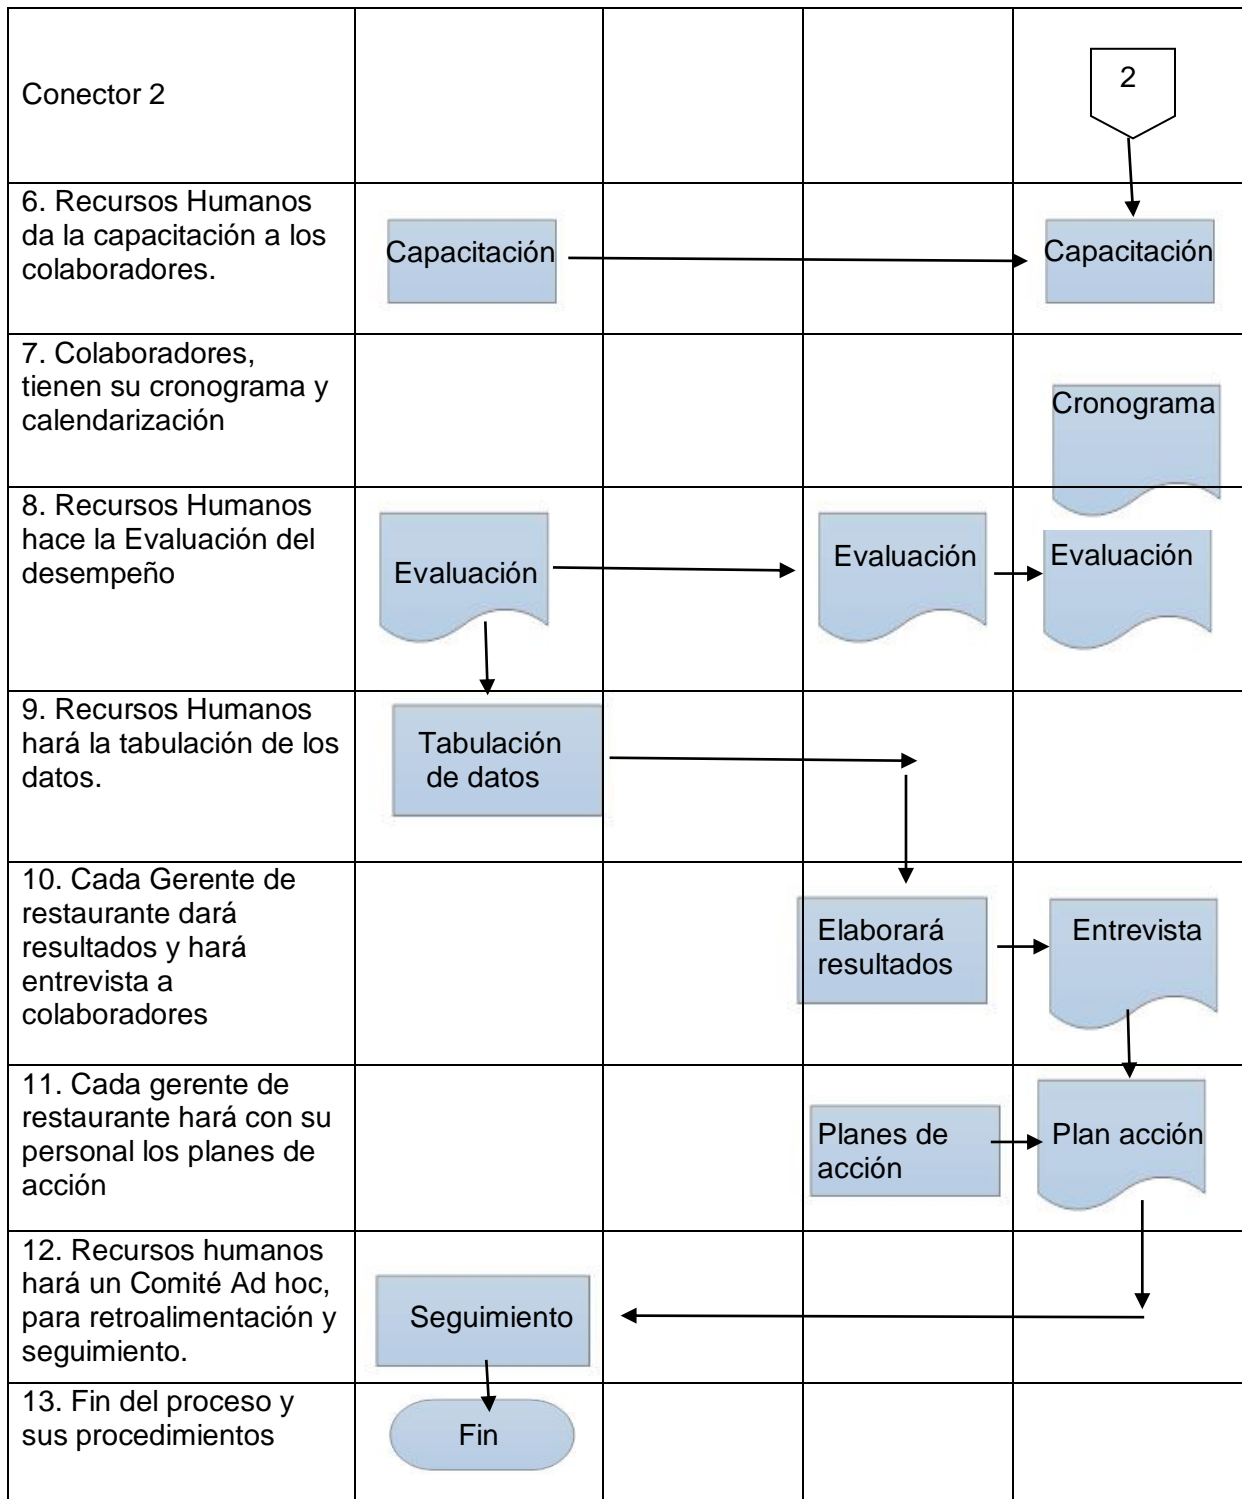 Conector 2
2
6. Recursos Humanos
da la capacitación a los
colaboradores.
Capacitación
Capacitación
7. Colaboradores,
tienen su cronograma y
calendarización
Cronograma
8. Recursos Humanos
hace la Evaluación del
desempeño
Evaluación
Evaluación
Evaluación
9. Recursos Humanos
hará la tabulación de los
datos.
Tabulación
de datos
10. Cada Gerente de
restaurante dará
resultados y hará
entrevista a
colaboradores
Elaborará
resultados
Entrevista
11. Cada gerente de
restaurante hará con su
personal los planes de
acción
Planes de
acción
Plan acción
12. Recursos humanos
hará un Comité Ad hoc,
para retroalimentación y
seguimiento.
Seguimiento
13. Fin del proceso y
sus procedimientos
Fin